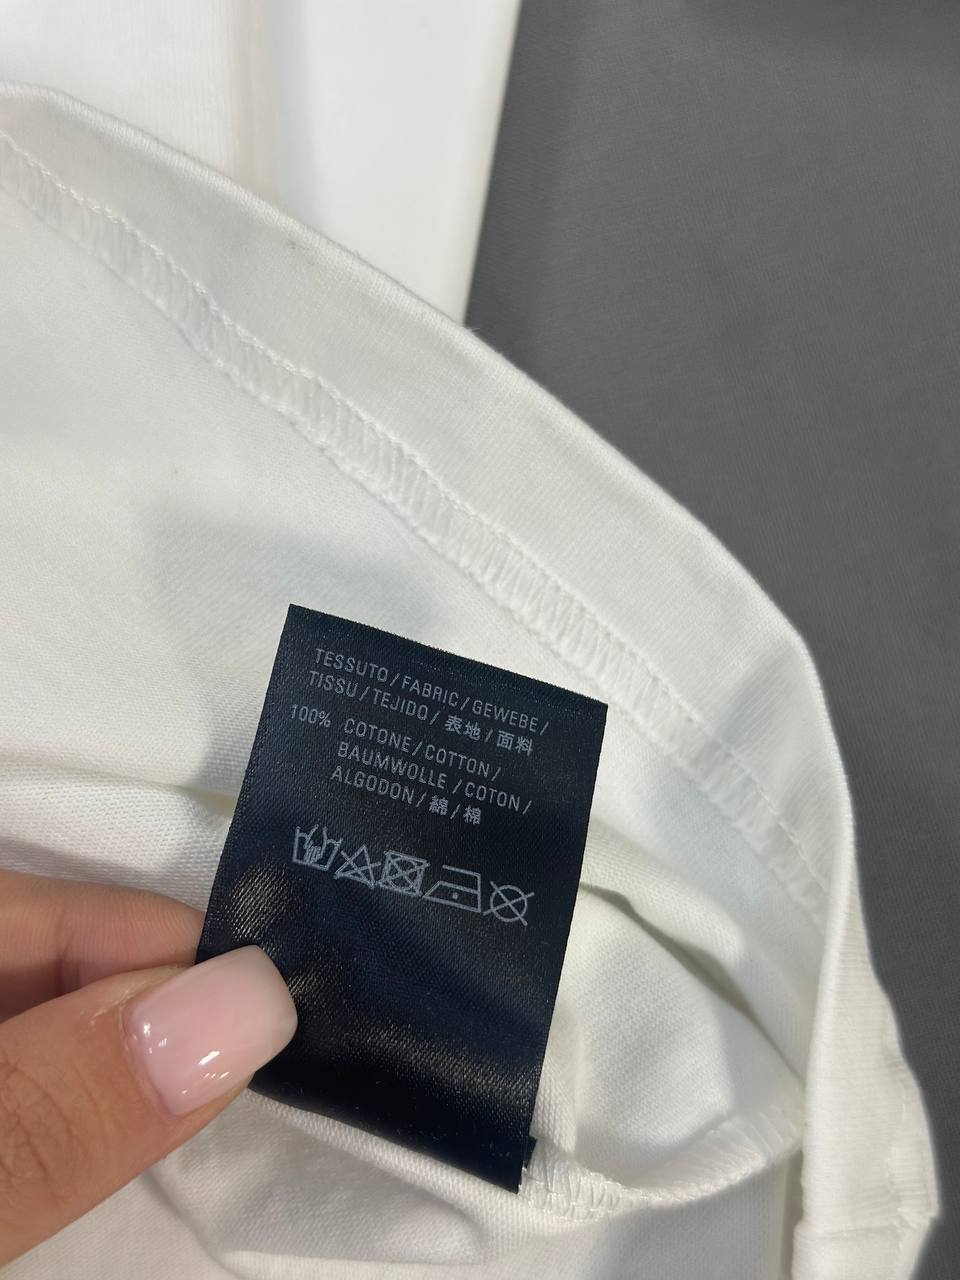 TESSUTO/FABRIC/GEWEBE/
TISSU/TEJIDO/表地/面料
100% COTONE/COTTON/
BAUMWOLLE/COTON/
ALGODON/綿/棉